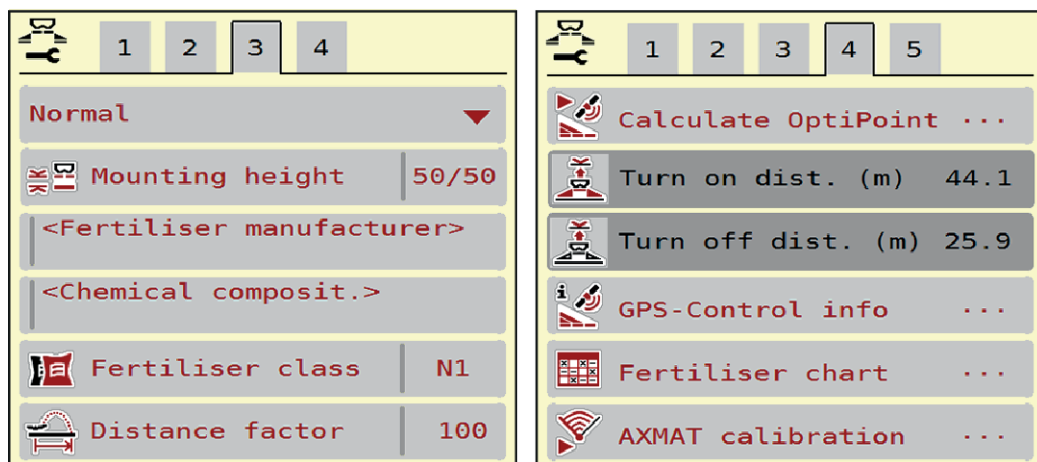 1 2 3 4
Normal
Mounting height 50/50
<Fertiliser manufacturer>
<Chemical composit.>
Fertiliser class N1
Distance factor 100
1 2 3 4 5
Calculate OptiPoint ...
Turn on dist. (m) 44.1
Turn off dist. (m) 25.9
i
GPS-Control info ...
Fertiliser chart ...
AXMAT calibration ...